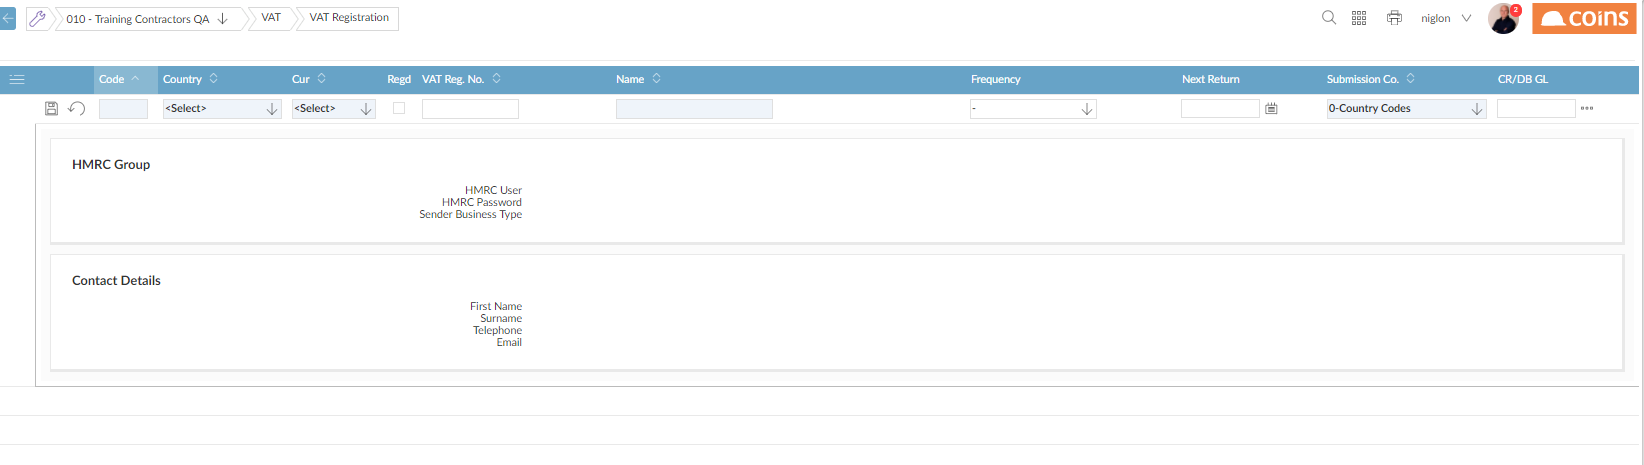 010 - Training Contractors QA VAT VAT Registration niglon 2 coins
Code Country Cur Regd VAT Reg. No. Name Frequency Next Return Submission Co. CR/DB GL
<Select> <Select> - 0-Country Codes
HMRC Group
HMRC User
HMRC Password
Sender Business Type
Contact Details
First Name
Surname
Telephone
Email